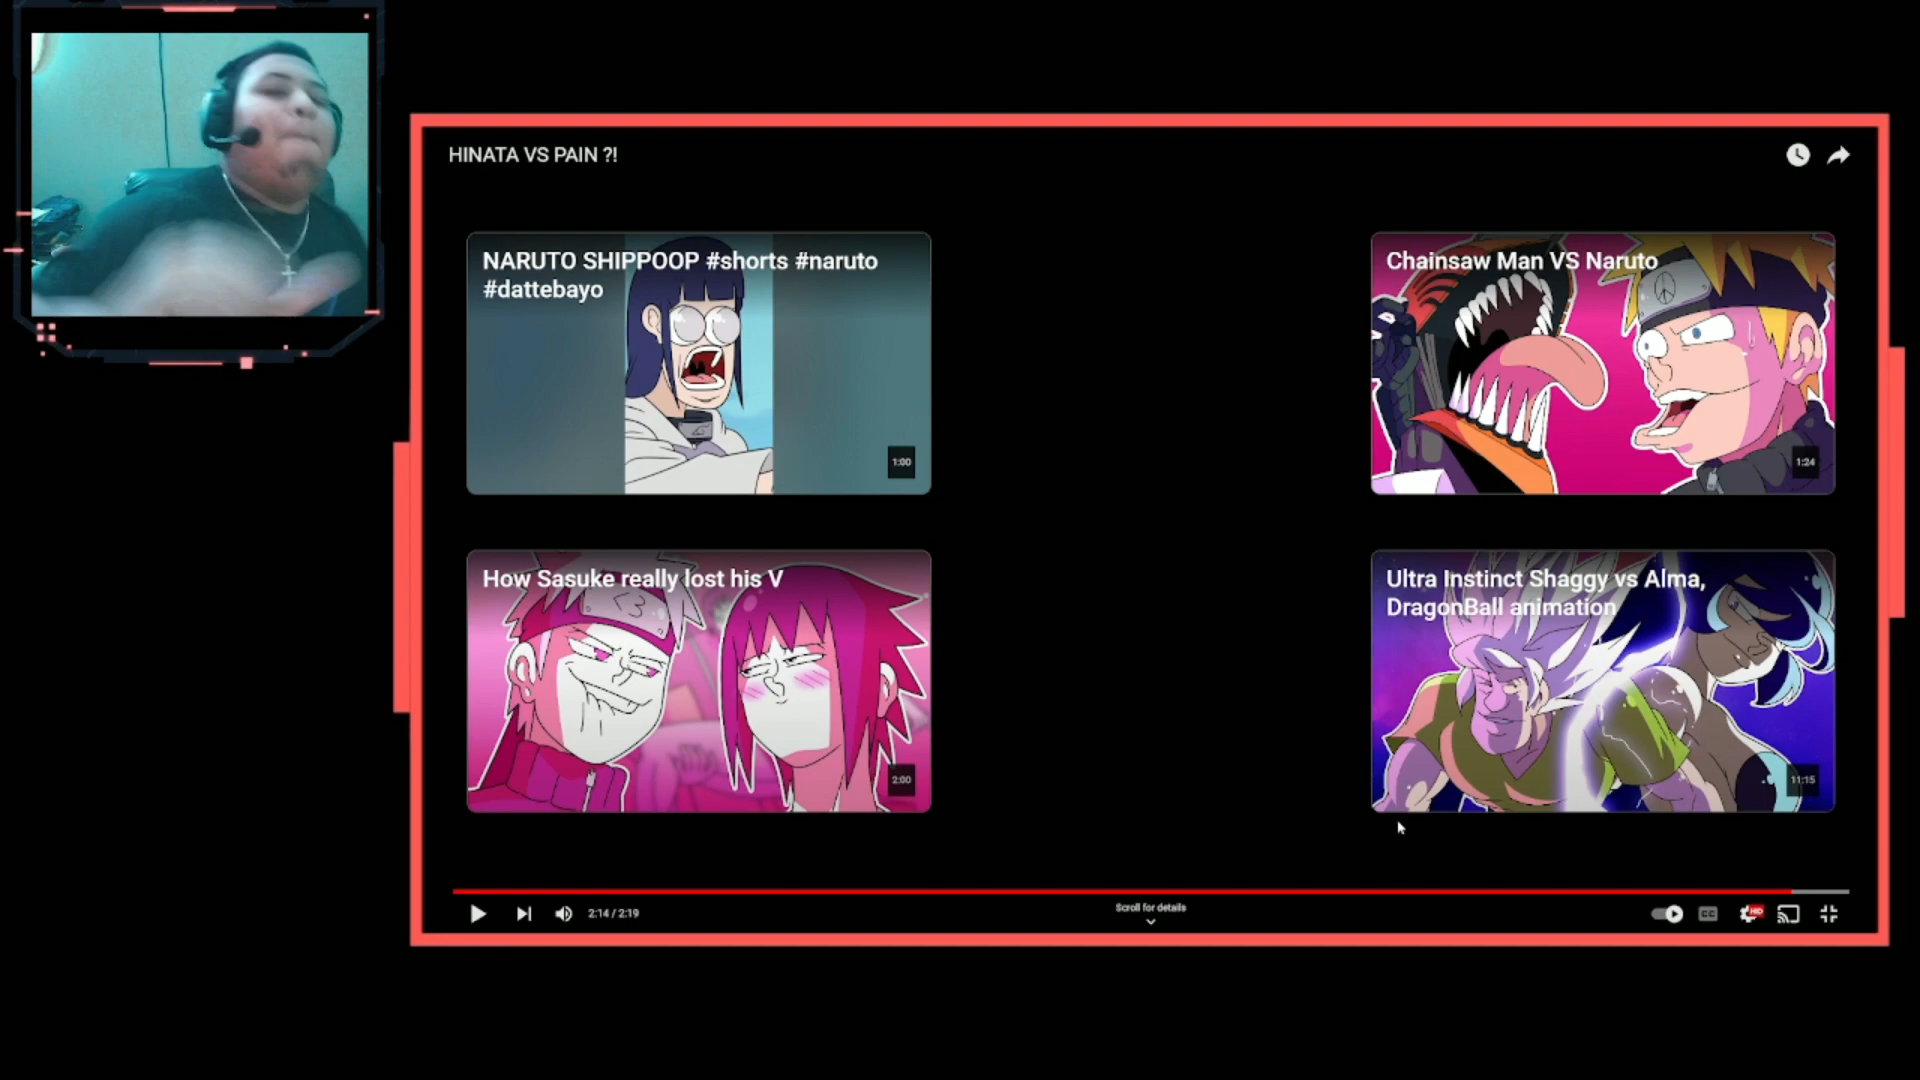 HINATA VS PAIN ?!
NARUTO SHIPPOOP #shorts #naruto
#dattebayo
1:00
Chainsaw Man VS Naruto
1:24
How Sasuke really lost his V
2:00
Ultra Instinct Shaggy vs Alma,
DragonBall animation
11:15
2:14 / 2:19
Scroll for details
CC
HD